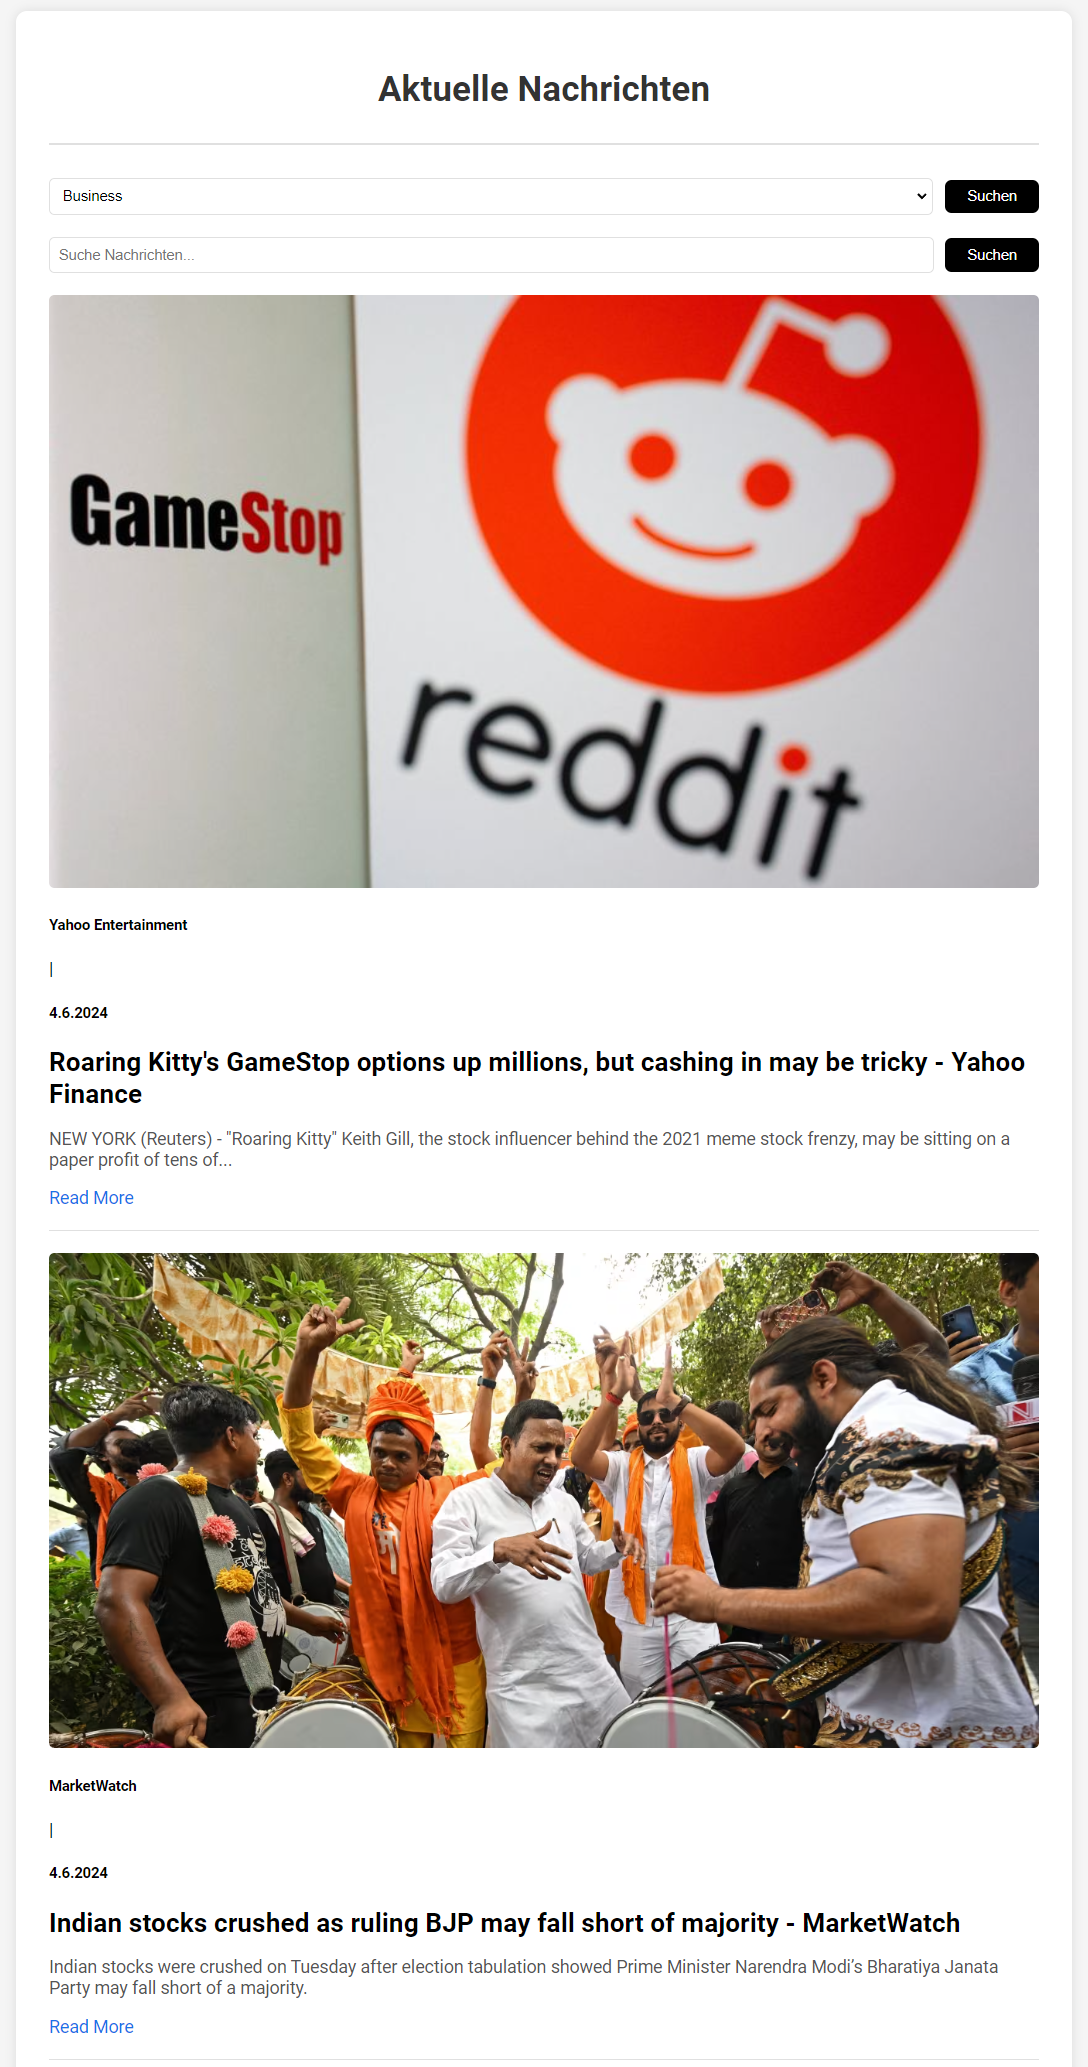 Aktuelle Nachrichten
Business
Suchen
Suche Nachrichten...
Suchen
GameStop
reddit
Yahoo Entertainment
|
4.6.2024
Roaring Kitty's GameStop options up millions, but cashing in may be tricky - Yahoo
Finance
NEW YORK (Reuters) - "Roaring Kitty" Keith Gill, the stock influencer behind the 2021 meme stock frenzy, may be sitting on a
paper profit of tens of...
Read More
MarketWatch
|
4.6.2024
Indian stocks crushed as ruling BJP may fall short of majority - MarketWatch
Indian stocks were crushed on Tuesday after election tabulation showed Prime Minister Narendra Modi’s Bharatiya Janata
Party may fall short of a majority.
Read More